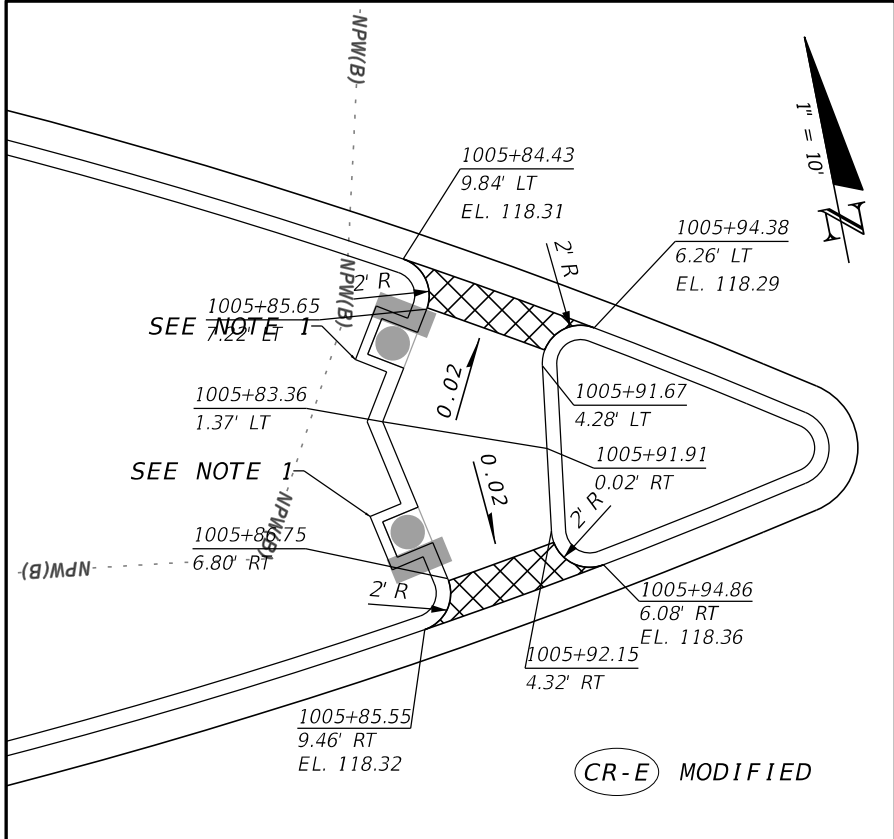 NPW(B)
1" = 10'
N
1005+84.43
9.84' LT
EL. 118.31
1005+94.38
6.26' LT
EL. 118.29
2' R
NPW(B)
2' R
1005+85.65
7.22' LT
SEE NOTE 1
0.02
1005+83.36
1.37' LT
1005+91.67
4.28' LT
1005+91.91
0.02' RT
SEE NOTE 1
0.02
2' R
NPW(B)
6.80' RT
NPW(B)
2' R
1005+94.86
6.08' RT
EL. 118.36
1005+92.15
4.32' RT
1005+85.55
9.46' RT
EL. 118.32
CR-E MODIFIED